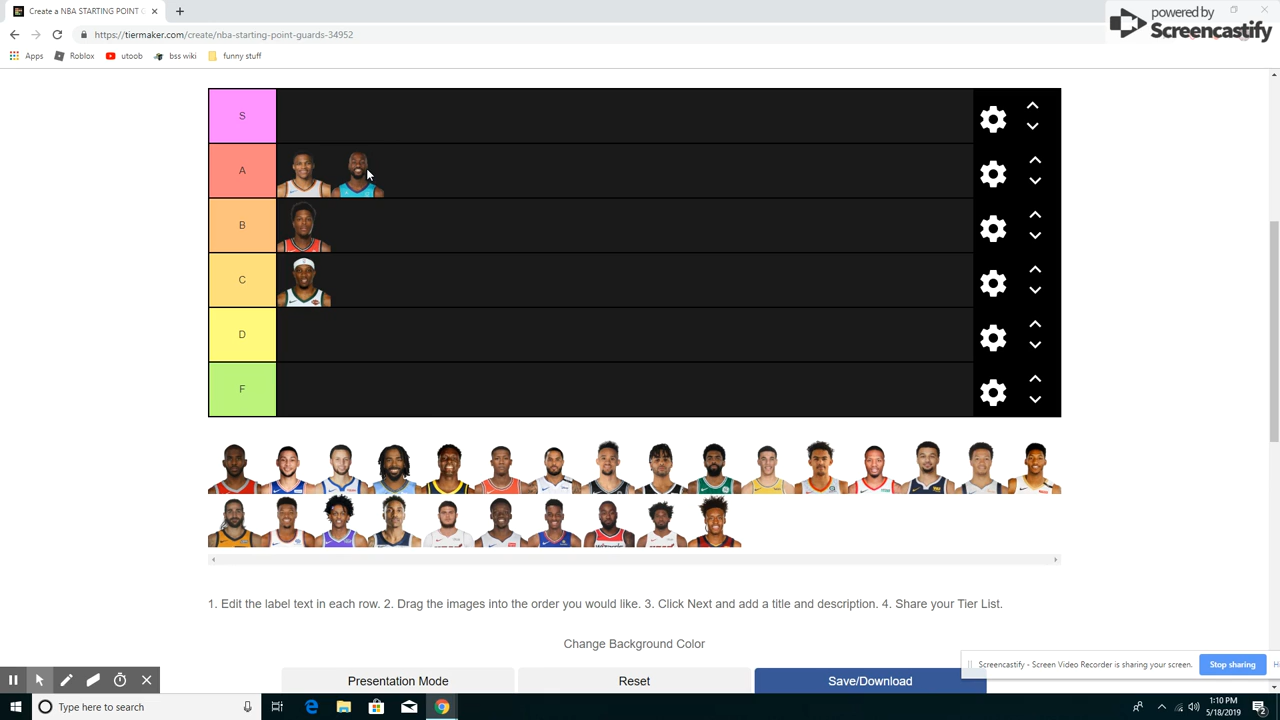 Create a NBA STARTING POINT G
powered by
Screencastify
https://tiermaker.com/create/nba-starting-point-guards-34952
Apps
Roblox
utoob
bss wiki
funny stuff
S
A
B
C
D
F
1. Edit the label text in each row. 2. Drag the images into the order you would like. 3. Click Next and add a title and description. 4. Share your Tier List.
Change Background Color
Screencastify - Screen Video Recorder is sharing your screen.
Stop sharing
Presentation Mode
Reset
Save/Download
Type here to search
1:10 PM
5/18/2019
2